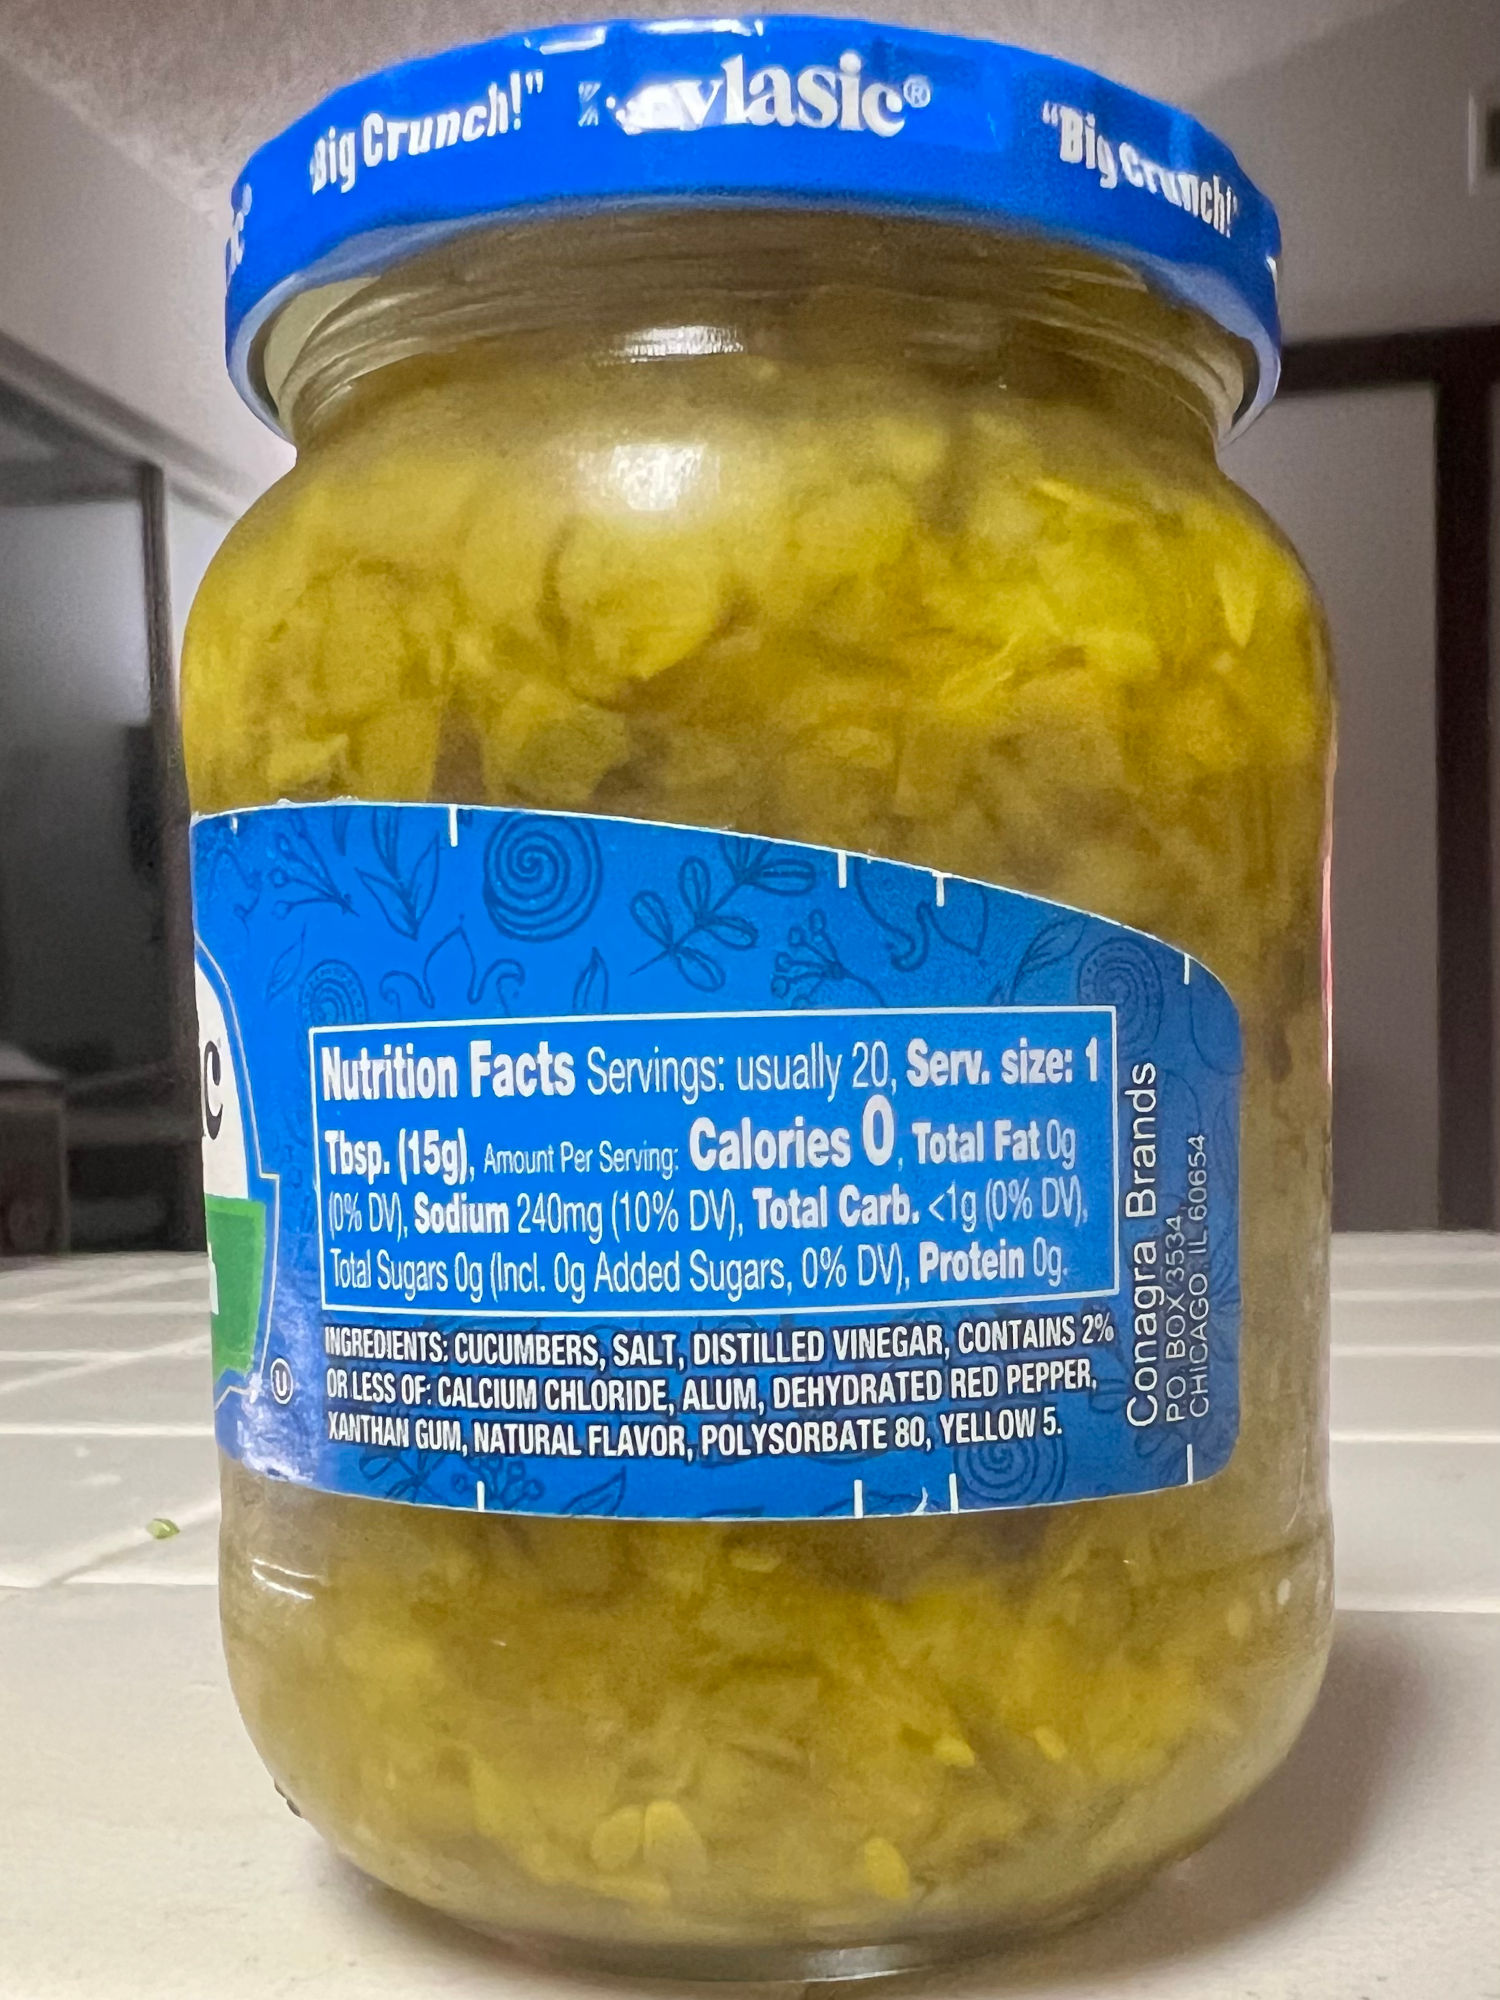 Big Crunch!"
vlasic®
"Big Crunch!"
Nutrition Facts Servings: usually 20, Serv. size: 1
Tbsp. (15g), Amount Per Serving: Calories 0, Total Fat 0g
(0% DV), Sodium 240mg (10% DV), Total Carb. <1g (0% DV),
Total Sugars 0g (Incl. 0g Added Sugars, 0% DV), Protein 0g.
INGREDIENTS: CUCUMBERS, SALT, DISTILLED VINEGAR, CONTAINS 2%
OR LESS OF: CALCIUM CHLORIDE, ALUM, DEHYDRATED RED PEPPER,
XANTHAN GUM, NATURAL FLAVOR, POLYSORBATE 80, YELLOW 5.
U
Conagra Brands
P.O. BOX 3534
CHICAGO, IL 60654